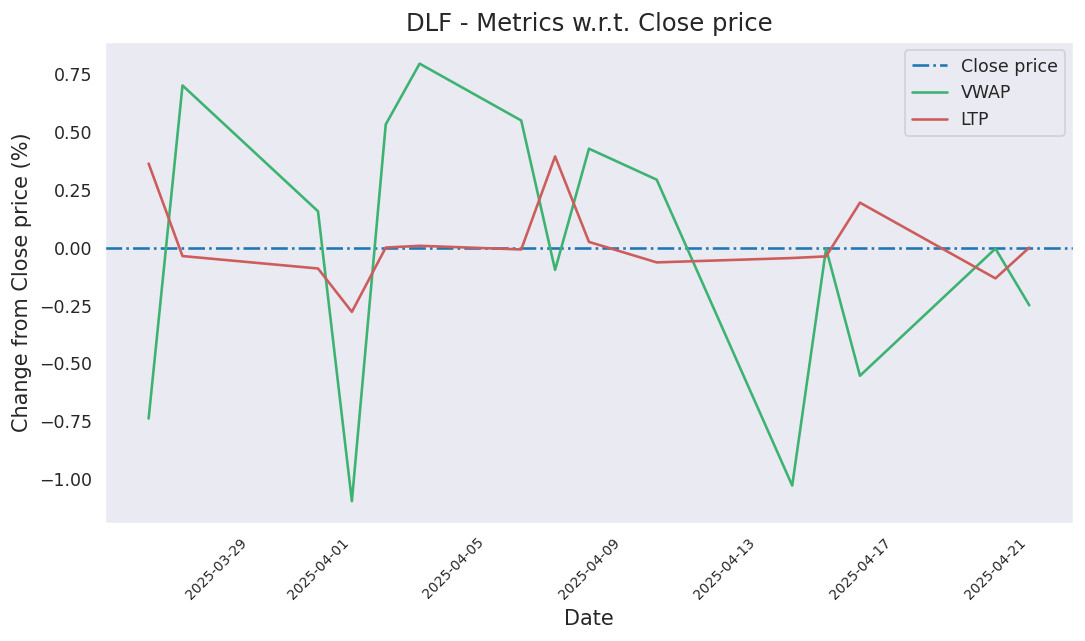 DLF - Metrics w.r.t. Close price
Close price
VWAP
LTP
Change from Close price (%)
0.75
0.50
0.25
0.00
−0.25
−0.50
−0.75
−1.00
2025-03-29
2025-04-01
2025-04-05
2025-04-09
2025-04-13
2025-04-17
2025-04-21
Date